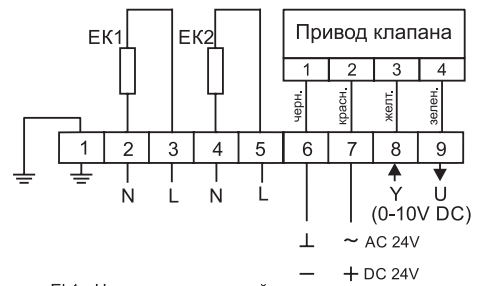 EK1 EK2 Привод клапана
1 2 3 4
черн. красн. желт. зелен.
1 2 3 4 5 6 7 8 9
N L N L Y U
(0-10V DC)
⊥ ~ AC 24V
− + DC 24V